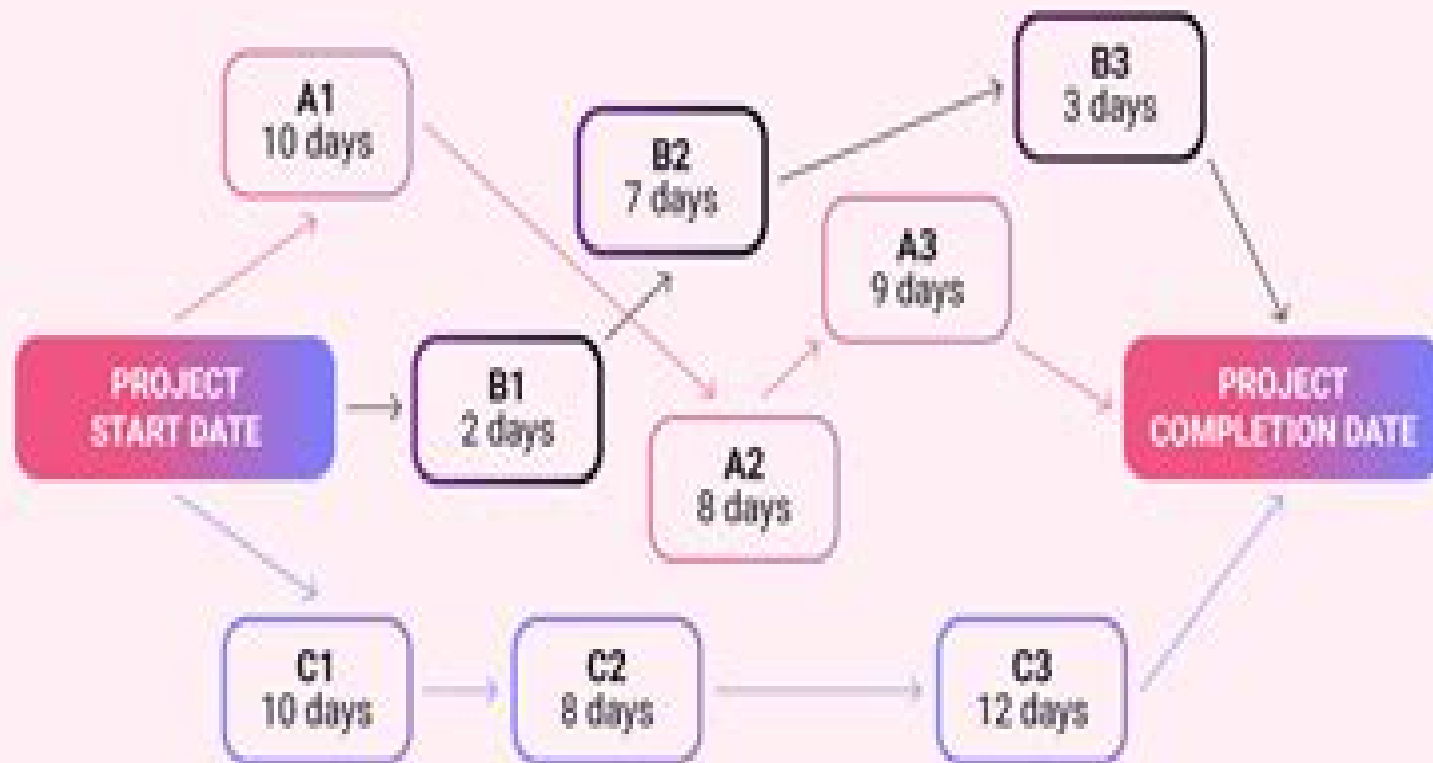 A1
10 days
B2
7 days
B3
3 days
A3
9 days
PROJECT
START DATE
B1
2 days
A2
8 days
PROJECT
COMPLETION DATE
C1
10 days
C2
8 days
C3
12 days